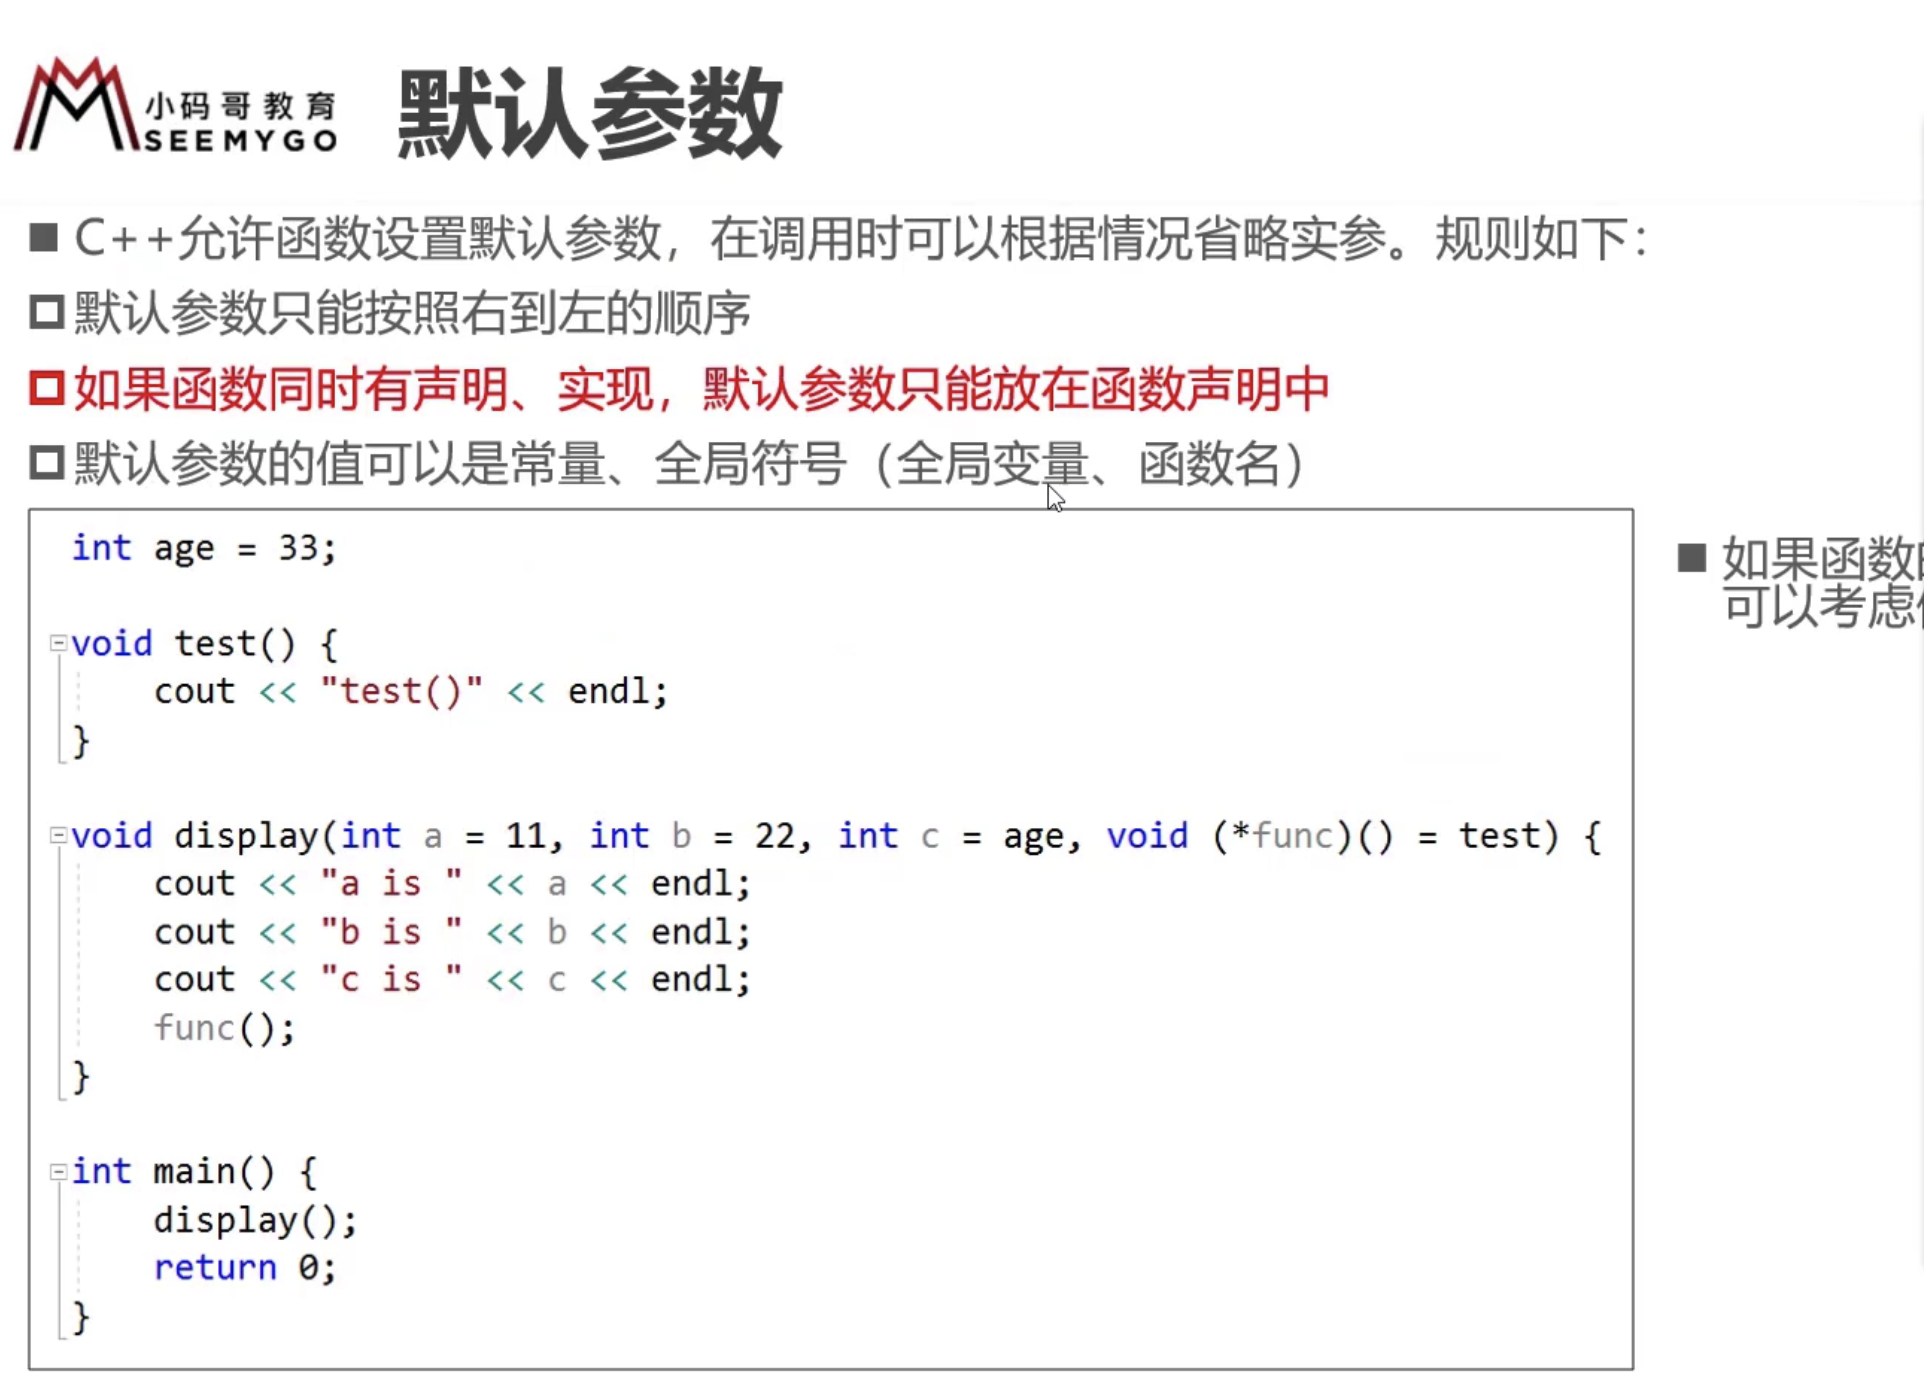 小码哥教育
SEEMYGO
默认参数
C++允许函数设置默认参数，在调用时可以根据情况省略实参。规则如下：
默认参数只能按照右到左的顺序
如果函数同时有声明、实现，默认参数只能放在函数声明中
默认参数的值可以是常量、全局符号（全局变量、函数名）
int age = 33;
void test() {
    cout << "test()" << endl;
}
void display(int a = 11, int b = 22, int c = age, void (*func)() = test) {
    cout << "a is " << a << endl;
    cout << "b is " << b << endl;
    cout << "c is " << c << endl;
    func();
}
int main() {
    display();
    return 0;
}
如果函数
可以考虑